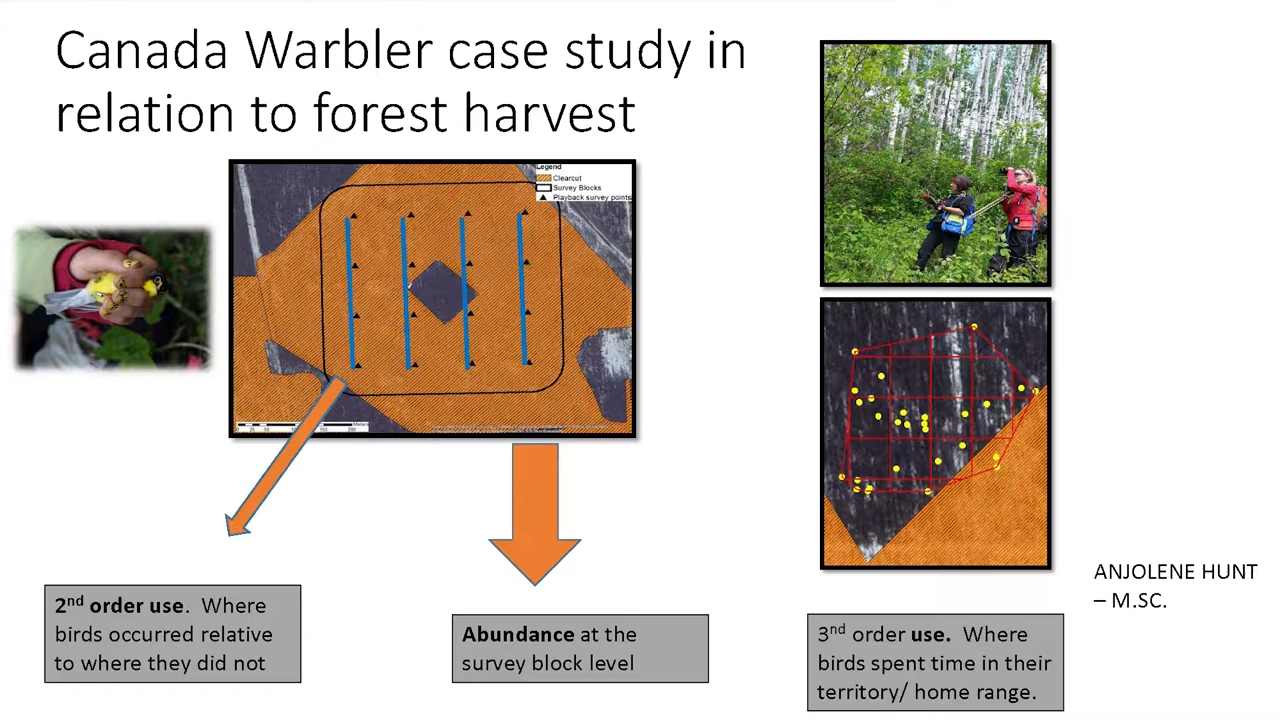 Canada Warbler case study in
relation to forest harvest
Legend
Clearcut
Survey Blocks
Playback survey points
2nd order use. Where
birds occurred relative
to where they did not
Abundance at the
survey block level
3nd order use. Where
birds spent time in their
territory/ home range.
ANJOLENE HUNT
– M.SC.